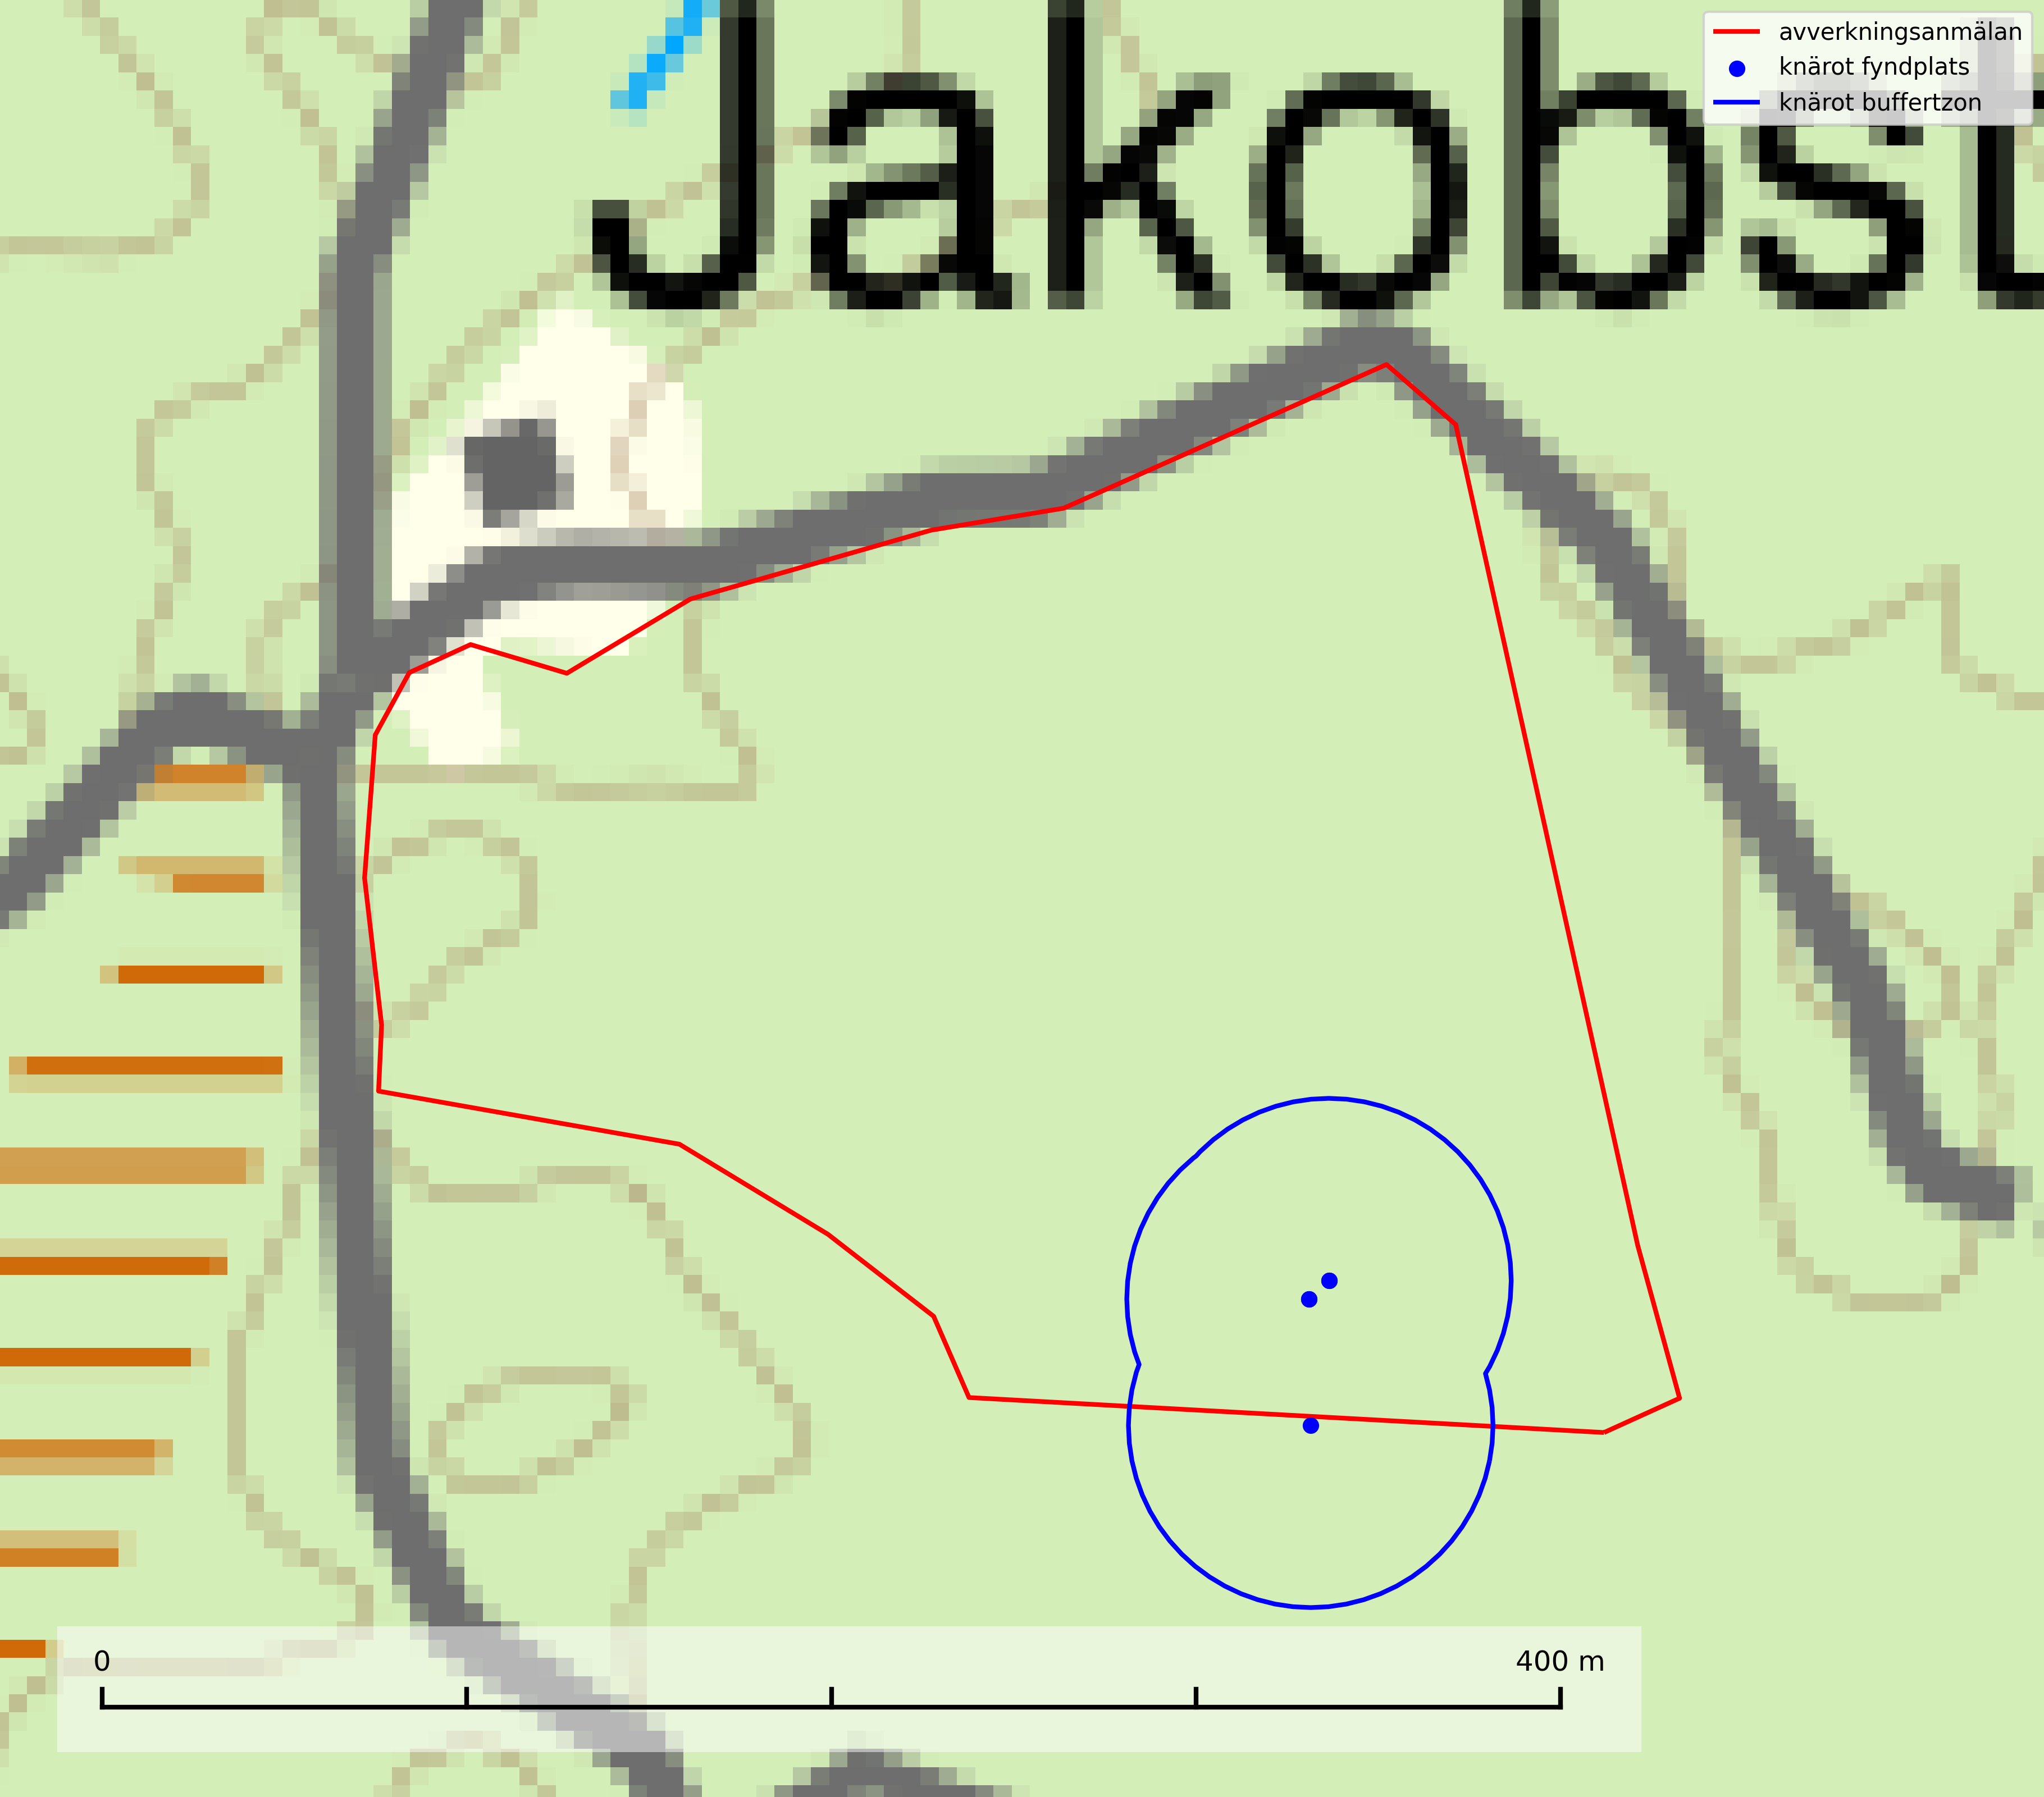 avverkningsanmälan
knärot fyndplats
knärot buffertzon
Jakobst
0 400 m